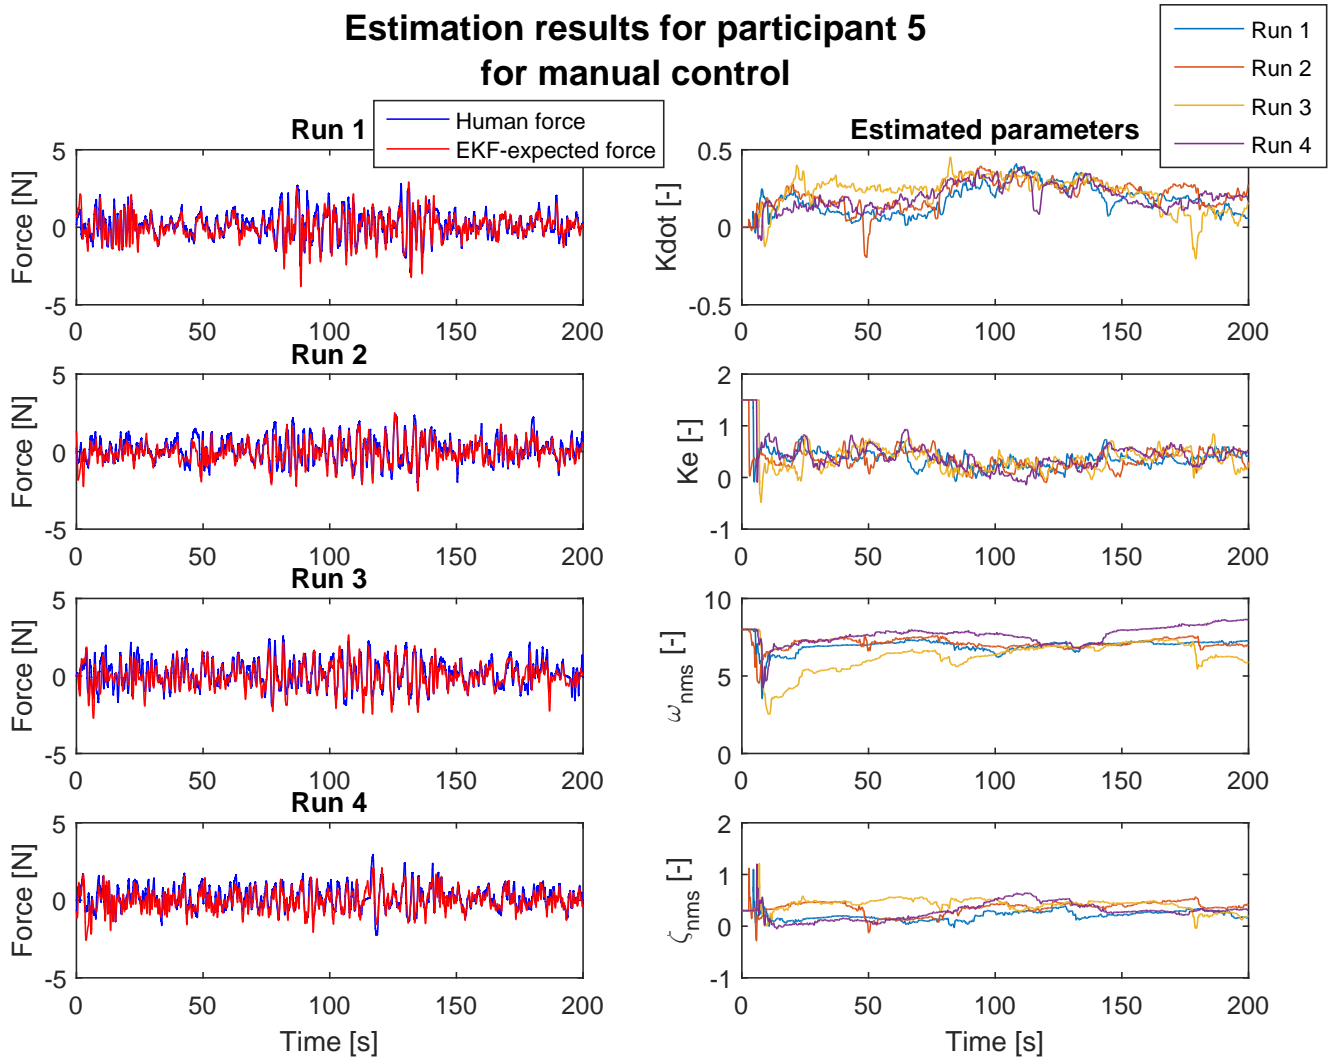 Estimation results for participant 5
for manual control
Run 1
Run 2
Run 3
Run 4
Run 1
Human force
EKF-expected force
5
0
-5
Force [N]
0 50 100 150 200
Run 2
5
0
-5
Force [N]
0 50 100 150 200
Run 3
5
0
-5
Force [N]
0 50 100 150 200
Run 4
5
0
-5
Force [N]
0 50 100 150 200
Time [s]
Estimated parameters
0.5
0
-0.5
Kdot [-]
0 50 100 150 200
2
1
0
-1
Ke [-]
0 50 100 150 200
10
5
0
ωnms [-]
0 50 100 150 200
2
1
0
-1
ζnms [-]
0 50 100 150 200
Time [s]